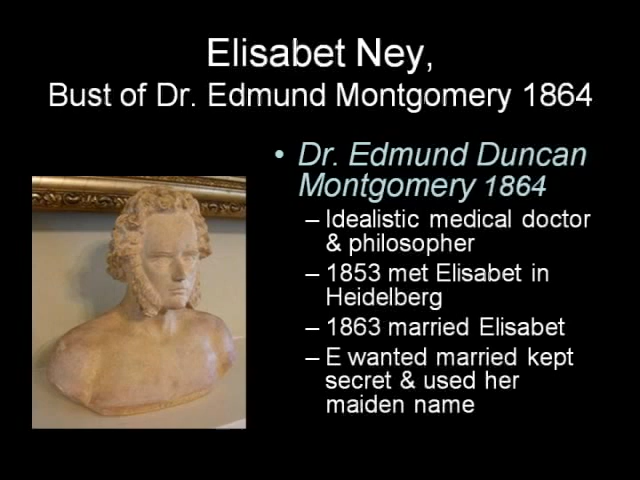 Elisabet Ney,
Bust of Dr. Edmund Montgomery 1864
• Dr. Edmund Duncan
Montgomery 1864
– Idealistic medical doctor
& philosopher
– 1853 met Elisabet in
Heidelberg
– 1863 married Elisabet
– E wanted married kept
secret & used her
maiden name